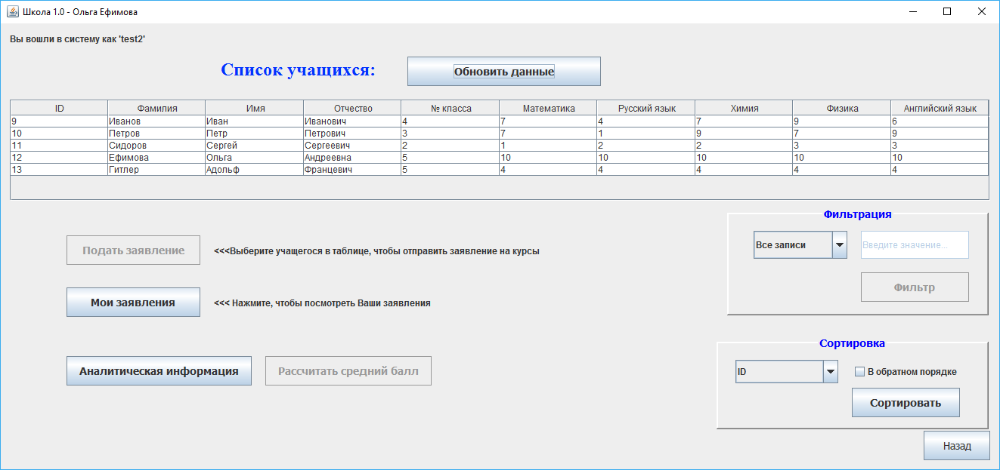 Школа 1.0 - Ольга Ефимова
Вы вошли в систему как 'test2'
Список учащихся: Обновить данные
ID Фамилия Имя Отчество № класса Математика Русский язык Химия Физика Английский язык
9 Иванов Иван Иванович 4 7 4 7 9 6
10 Петров Петр Петрович 3 7 1 9 7 9
11 Сидоров Сергей Сергеевич 2 1 2 2 3 3
12 Ефимова Ольга Андреевна 5 10 10 10 10 10
13 Гитлер Адольф Францевич 5 4 4 4 4 4
Подать заявление <<<Выберите учащегося в таблице, чтобы отправить заявление на курсы
Мои заявления <<< Нажмите, чтобы посмотреть Ваши заявления
Аналитическая информация Рассчитать средний балл
Фильтрация
Все записи Введите значение...
Фильтр
Сортировка
ID В обратном порядке
Сортировать
Назад